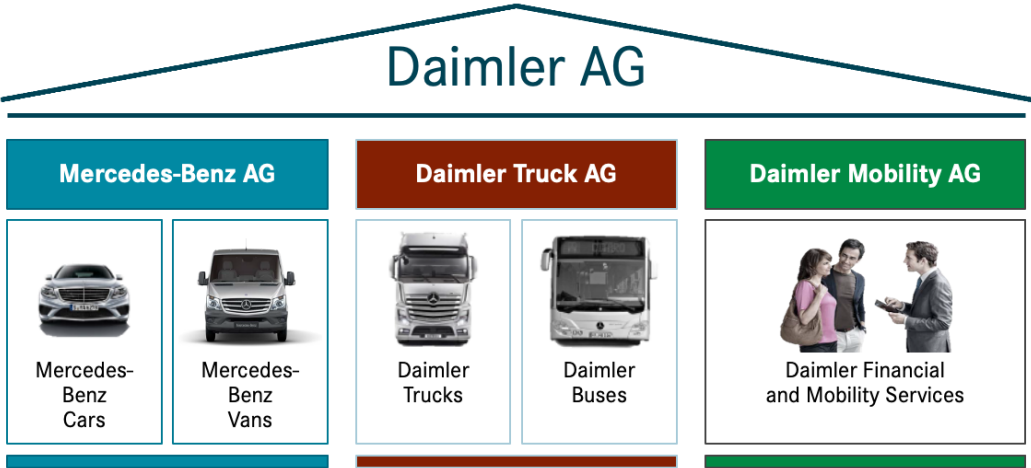 Daimler AG
Mercedes-Benz AG
Daimler Truck AG
Daimler Mobility AG
Mercedes-
Benz
Cars
Mercedes-
Benz
Vans
Daimler
Trucks
Daimler
Buses
Daimler Financial
and Mobility Services